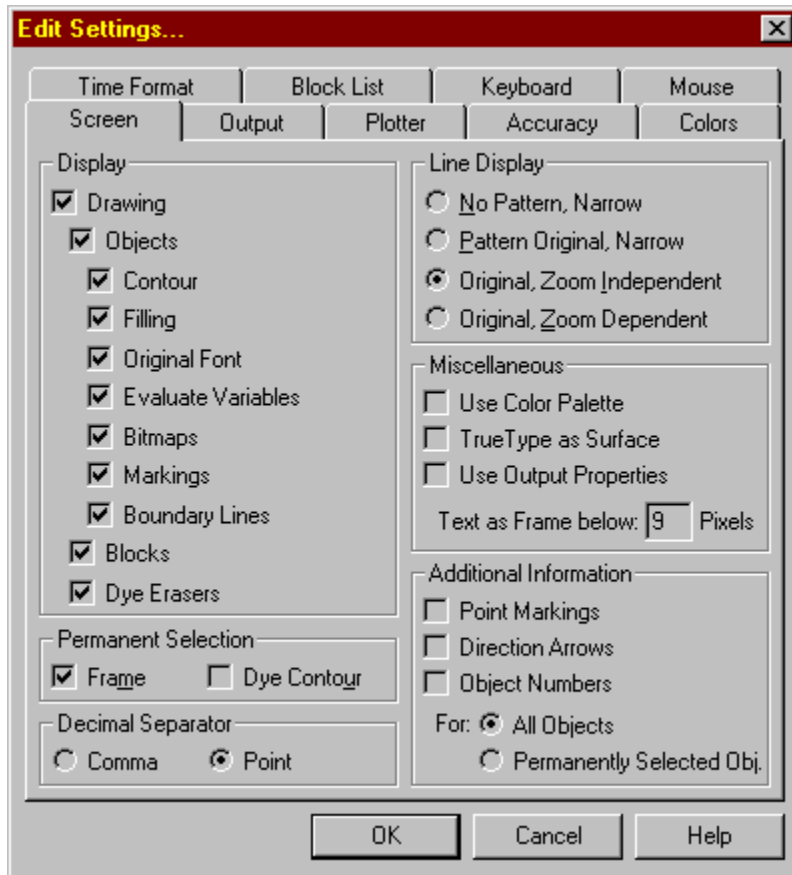 Edit Settings...
Time Format Block List Keyboard Mouse
Screen Output Plotter Accuracy Colors
Display
Drawing
Objects
Contour
Filling
Original Font
Evaluate Variables
Bitmaps
Markings
Boundary Lines
Blocks
Dye Erasers
Permanent Selection
Frame Dye Contour
Decimal Separator
Comma Point
Line Display
No Pattern, Narrow
Pattern Original, Narrow
Original, Zoom Independent
Original, Zoom Dependent
Miscellaneous
Use Color Palette
TrueType as Surface
Use Output Properties
Text as Frame below: 9 Pixels
Additional Information
Point Markings
Direction Arrows
Object Numbers
For: All Objects
Permanently Selected Obj.
OK Cancel Help